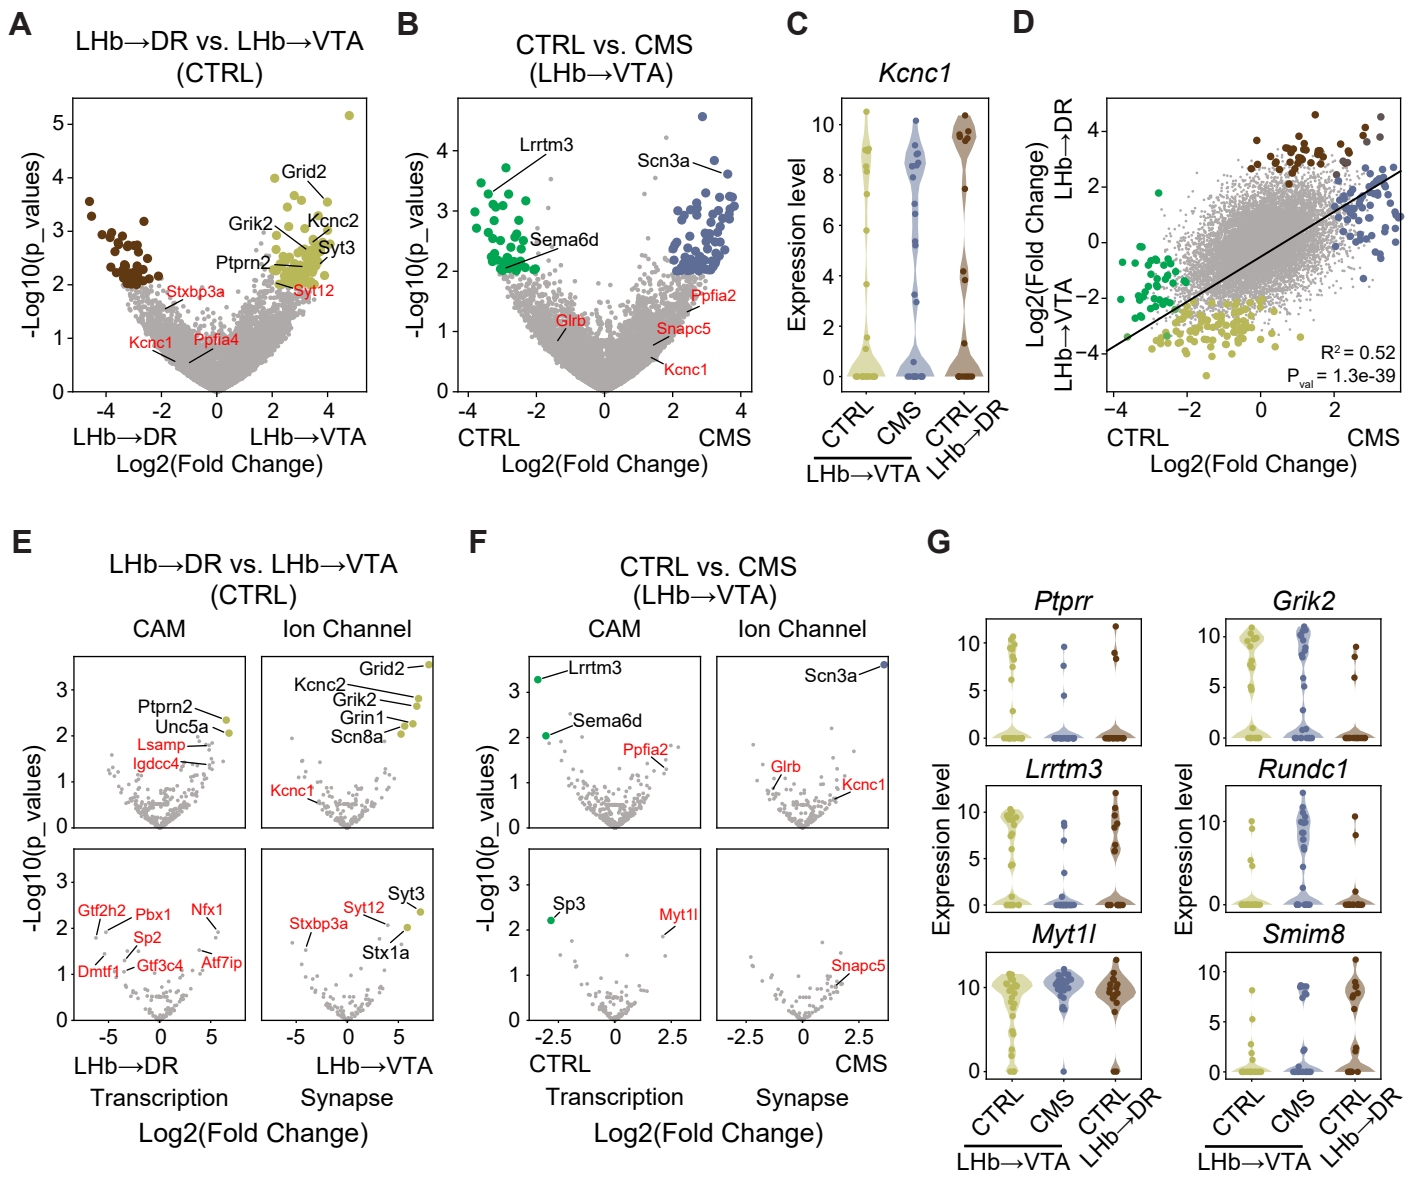 A
LHb→DR vs. LHb→VTA
(CTRL)
-Log10(p_values)
5
4
3
2
1
0
Grid2
Grik2
Kcnc2
Syt3
Ptprn2
Syt12
Stxbp3a
Kcnc1
Ppfia4
-4
-2
0
2
4
LHb→DR
LHb→VTA
Log2(Fold Change)
B
CTRL vs. CMS
(LHb→VTA)
-Log10(p_values)
4
3
2
1
0
Lrrtm3
Scn3a
Sema6d
Ppfia2
Glrb
Snapc5
Kcnc1
-4
-2
0
2
4
CTRL
CMS
Log2(Fold Change)
C
Kcnc1
Expression level
10
8
6
4
2
0
CTRL
CMS
CTRL
LHb→DR
LHb→VTA
D
LHb→DR
Log2(Fold Change)
LHb→VTA
4
2
0
−2
−4
R2 = 0.52
Pval = 1.3e-39
−4
−2
0
2
CTRL
CMS
Log2(Fold Change)
E
LHb→DR vs. LHb→VTA
(CTRL)
CAM
Ion Channel
-Log10(p_values)
3
2
1
0
Ptprn2
Unc5a
Lsamp
Igdcc4
Grid2
Kcnc2
Grik2
Grin1
Scn8a
Kcnc1
3
2
1
0
Gtf2h2
Pbx1
Nfx1
Sp2
Dmtf1
Gtf3c4
Atf7ip
Syt3
Syt12
Stxbp3a
Stx1a
-5
0
5
-5
0
5
LHb→DR
LHb→VTA
Transcription
Synapse
Log2(Fold Change)
F
CTRL vs. CMS
(LHb→VTA)
CAM
Ion Channel
-Log10(p_values)
3
2
1
0
Lrrtm3
Sema6d
Ppfia2
Scn3a
Glrb
Kcnc1
3
2
1
0
Sp3
Myt1l
Snapc5
-2.5
0
2.5
-2.5
0
2.5
CTRL
CMS
Transcription
Synapse
Log2(Fold Change)
G
Ptprr
Grik2
10
5
0
10
5
0
Lrrtm3
Rundc1
Expression level
10
5
0
Expression level
10
0
Myt1l
Smim8
10
0
10
5
0
CTRL
CMS
CTRL
LHb→DR
LHb→VTA
CTRL
CMS
CTRL
LHb→DR
LHb→VTA